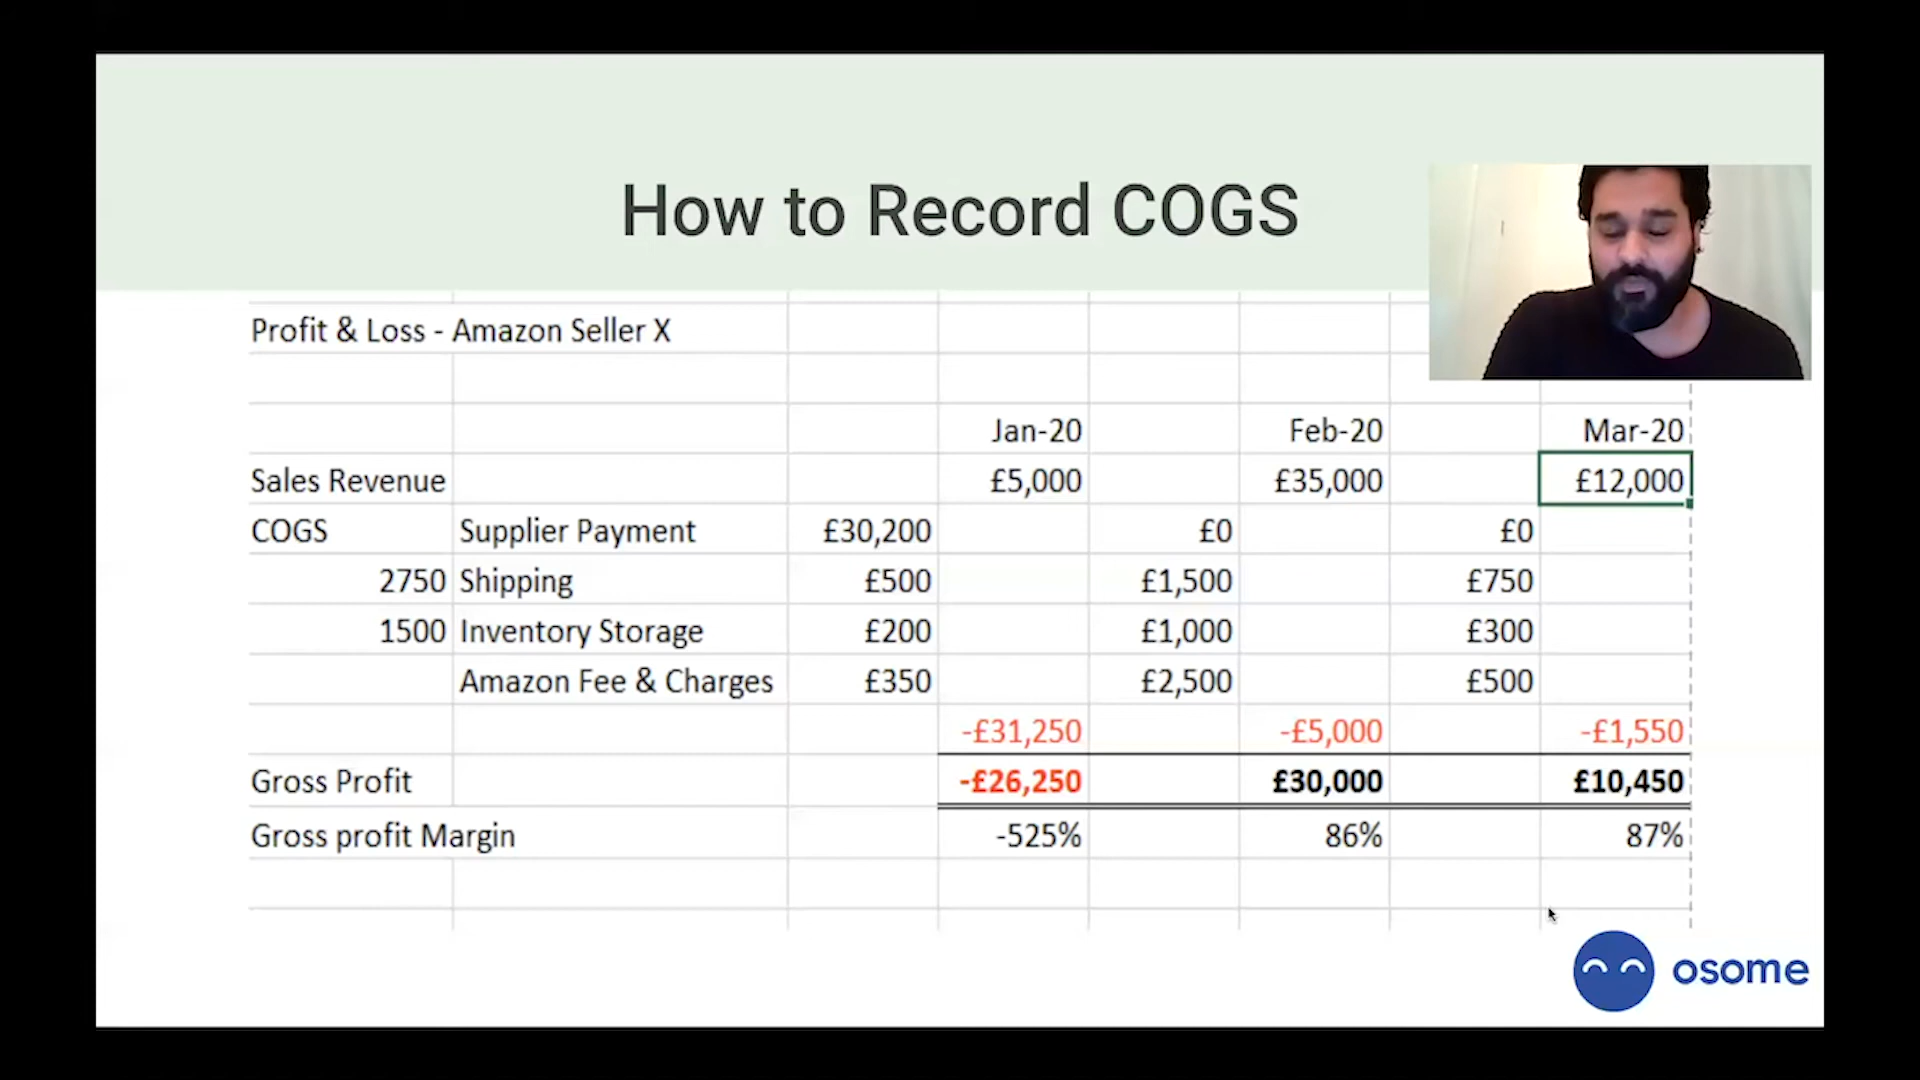 How to Record COGS
Profit & Loss - Amazon Seller X
Jan-20 Feb-20 Mar-20
Sales Revenue £5,000 £35,000 £12,000
COGS Supplier Payment £30,200 £0 £0
2750 Shipping £500 £1,500 £750
1500 Inventory Storage £200 £1,000 £300
Amazon Fee & Charges £350 £2,500 £500
-£31,250 -£5,000 -£1,550
Gross Profit -£26,250 £30,000 £10,450
Gross profit Margin -525% 86% 87%
osome